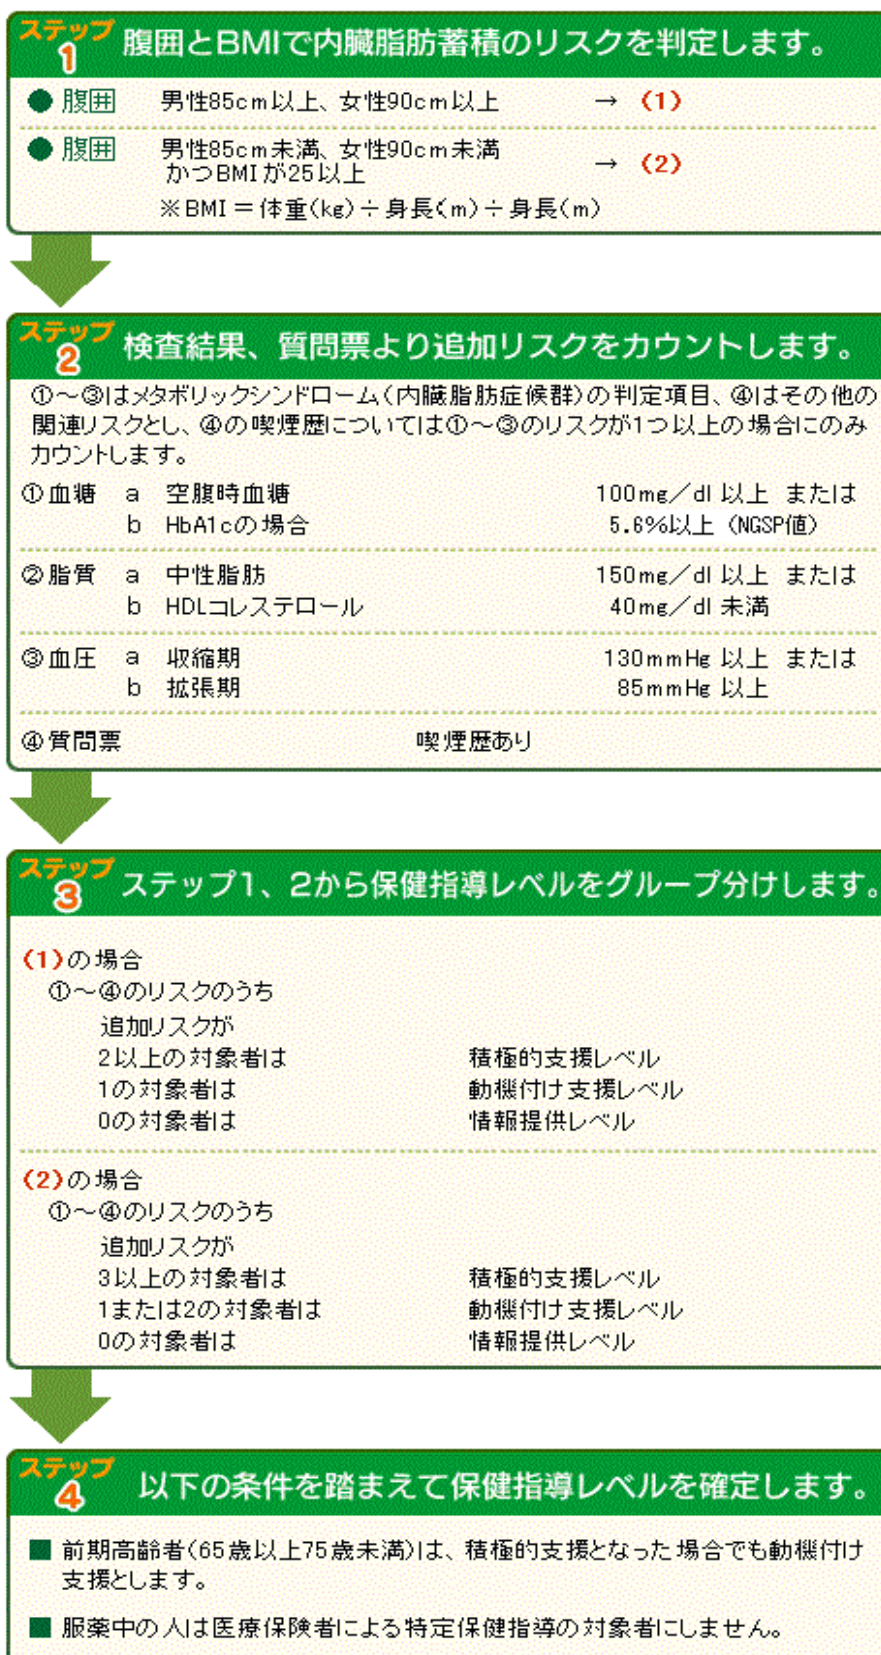 ステップ1 腹囲とBMIで内臓脂肪蓄積のリスクを判定します。
● 腹囲 男性85cm以上、女性90cm以上 → (1)
● 腹囲 男性85cm未満、女性90cm未満
かつBMIが25以上 → (2)
※BMI＝体重(kg)÷身長(m)÷身長(m)
ステップ2 検査結果、質問票より追加リスクをカウントします。
①～③はメタボリックシンドローム(内臓脂肪症候群)の判定項目、④はその他の
関連リスクとし、④の喫煙歴については①～③のリスクが1つ以上の場合にのみ
カウントします。
①血糖 a 空腹時血糖 100mg／dl 以上 または
b HbA1cの場合 5.6%以上 (NGSP値)
②脂質 a 中性脂肪 150mg／dl 以上 または
b HDLコレステロール 40mg／dl 未満
③血圧 a 収縮期 130mmHg 以上 または
b 拡張期 85mmHg 以上
④質問票 喫煙歴あり
ステップ3 ステップ1、2から保健指導レベルをグループ分けします。
(1)の場合
①～④のリスクのうち
追加リスクが
2以上の対象者は 積極的支援レベル
1の対象者は 動機付け支援レベル
0の対象者は 情報提供レベル
(2)の場合
①～④のリスクのうち
追加リスクが
3以上の対象者は 積極的支援レベル
1または2の対象者は 動機付け支援レベル
0の対象者は 情報提供レベル
ステップ4 以下の条件を踏まえて保健指導レベルを確定します。
■ 前期高齢者(65歳以上75歳未満)は、積極的支援となった場合でも動機付け
支援とします。
■ 服薬中の人は医療保険者による特定保健指導の対象者にしません。